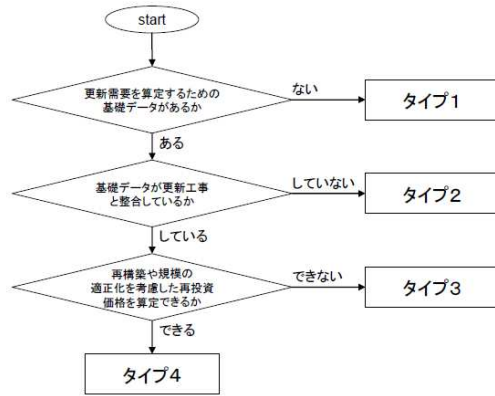 start
更新需要を算定するための
基礎データがあるか
ない
タイプ1
ある
基礎データが更新工事
と整合しているか
していない
タイプ2
している
再構築や規模の
適正化を考慮した再投資
価格を算定できるか
できない
タイプ3
できる
タイプ4